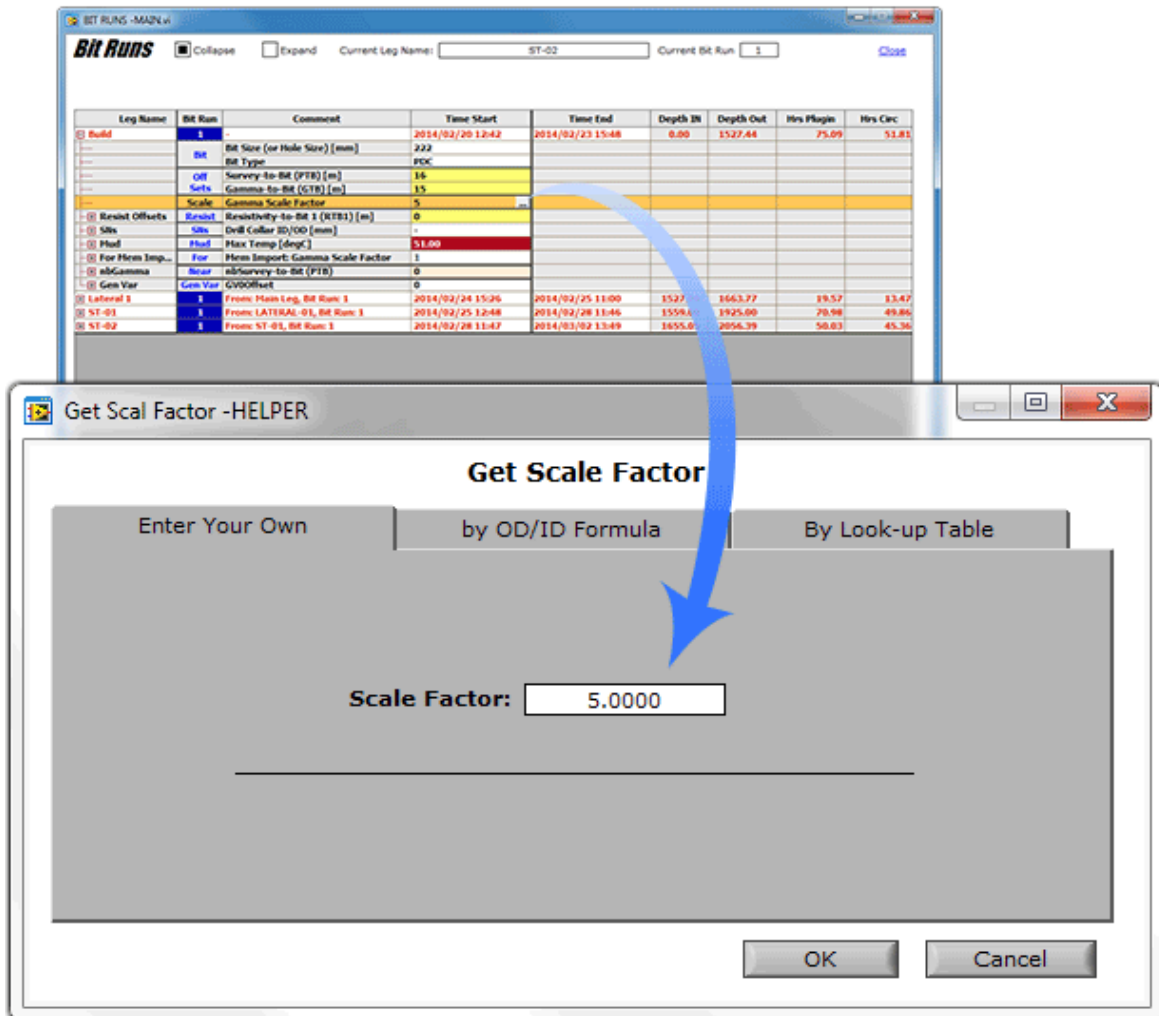 BIT RUNS -MAIN.vi
Bit Runs Collapse Expand Current Leg Name: ST-02 Current Bit Run 1 Close
Leg Name Bit Run Comment Time Start Time End Depth IN Depth Out Hrs Plugin Hrs Circ
Build 1 - 2014/02/20 12:42 2014/02/23 15:48 0.00 1527.44 75.09 51.81
Bit Bit Size (or Hole Size) [mm] 222
Bit Type PDC
Off Survey-to-Bit (PTB) [m] 16
Sets Gamma-to-Bit (GTB) [m] 15
Scale Gamma Scale Factor 5 ...
Resist Offsets Resist Resistivity-to-Bit 1 (RTB1) [m] 0
SNs SNs Drill Collar ID/OD [mm] -
Mud Mud Max Temp [degC] 51.00
For Mem Imp... For Mem Import: Gamma Scale Factor 1
nbGamma Near nbSurvey-to-Bit (PTB) 0
Gen Var Gen Var GV0Offset 0
Lateral 1 1 From: Main Leg, Bit Run: 1 2014/02/24 15:26 2014/02/25 11:00 1527. 1663.77 19.57 13.47
ST-01 1 From: LATERAL-01, Bit Run: 1 2014/02/25 12:48 2014/02/28 11:46 1559. 1925.00 70.98 49.86
ST-02 1 From: ST-01, Bit Run: 1 2014/02/28 11:47 2014/03/02 13:49 1655.0 2056.39 50.03 45.36
Get Scal Factor -HELPER
Get Scale Factor
Enter Your Own by OD/ID Formula By Look-up Table
Scale Factor: 5.0000
OK Cancel